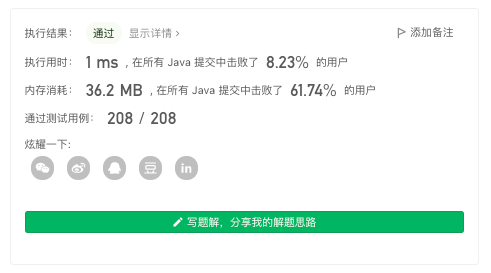 执行结果： 通过 显示详情 › 添加备注
执行用时： 1 ms , 在所有 Java 提交中击败了 8.23% 的用户
内存消耗： 36.2 MB , 在所有 Java 提交中击败了 61.74% 的用户
通过测试用例： 208 / 208
炫耀一下:
豆 in
写题解，分享我的解题思路